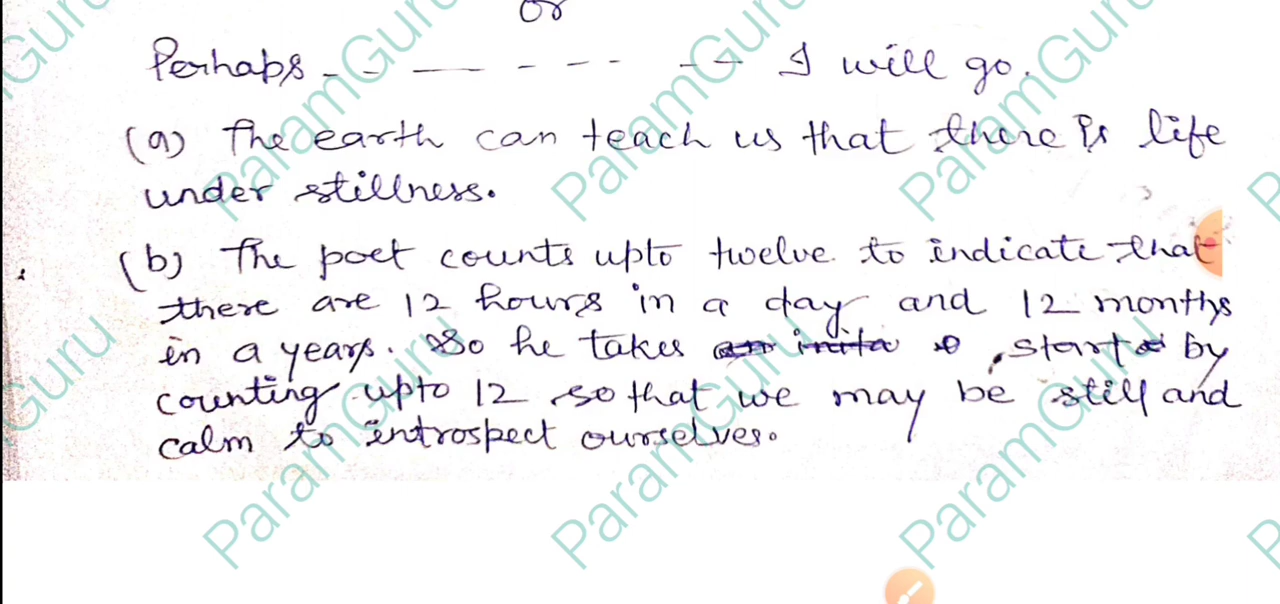 Or
Perhaps - - — - - - - - I will go.
(a) The earth can teach us that there is life
under stillness.
(b) The poet counts upto twelve to indicate that
there are 12 hours in a day and 12 months
in a years. So he takes start by
counting upto 12 so that we may be still and
calm to introspect ourselves.
ParamGuru